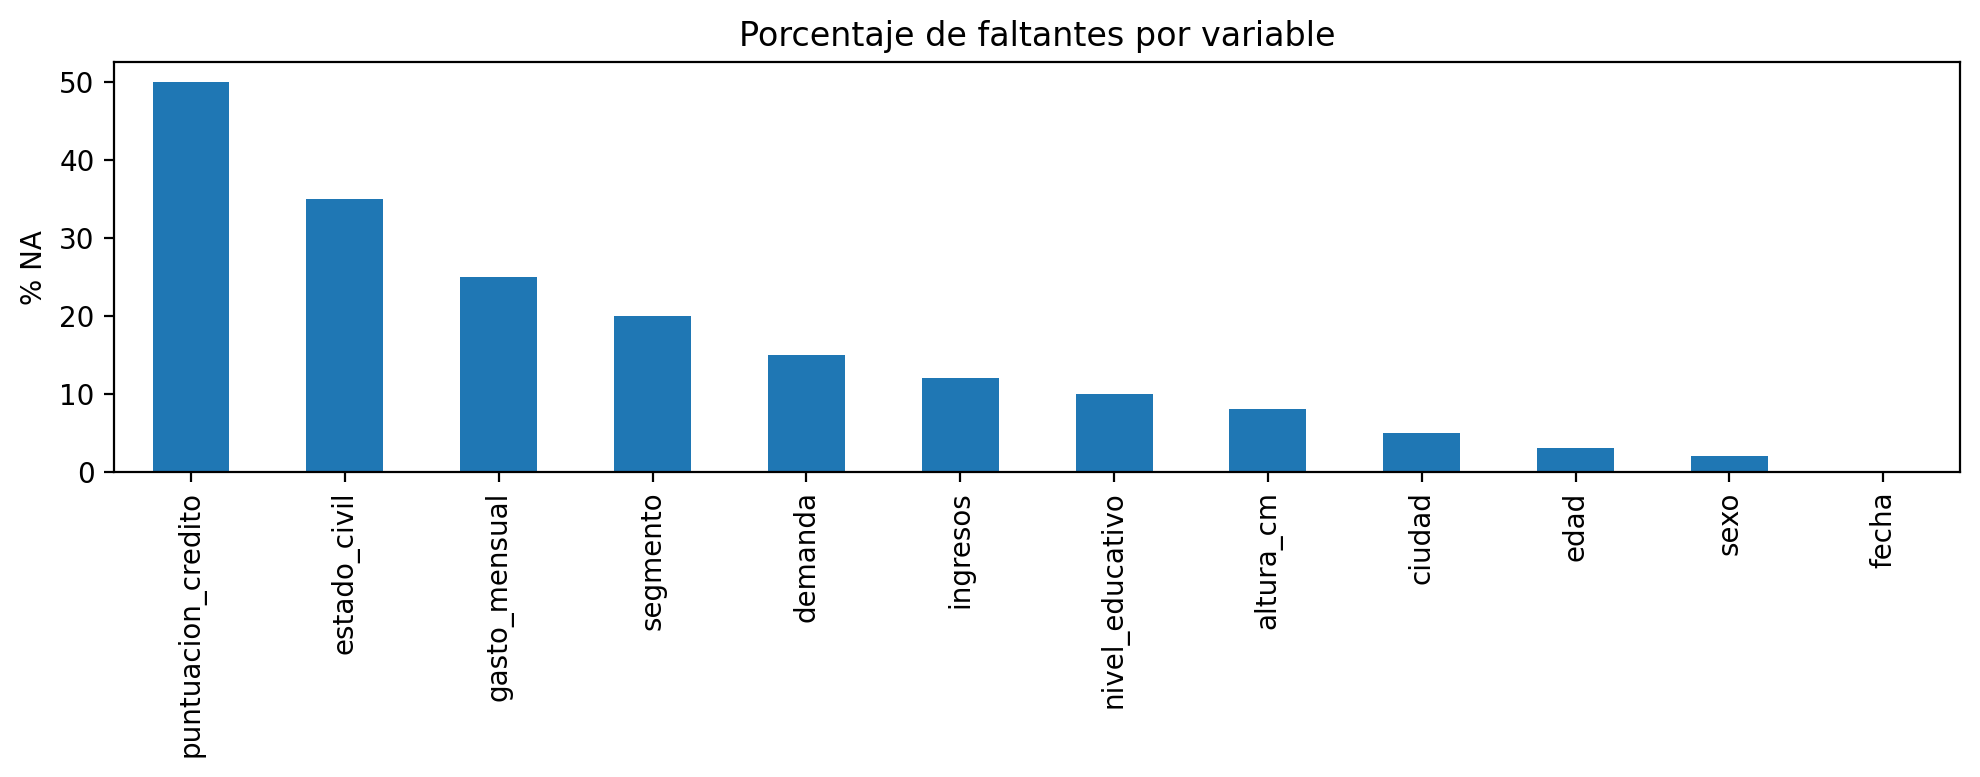 Porcentaje de faltantes por variable
% NA
50
40
30
20
10
0
puntuacion_credito
estado_civil
gasto_mensual
segmento
demanda
ingresos
nivel_educativo
altura_cm
ciudad
edad
sexo
fecha